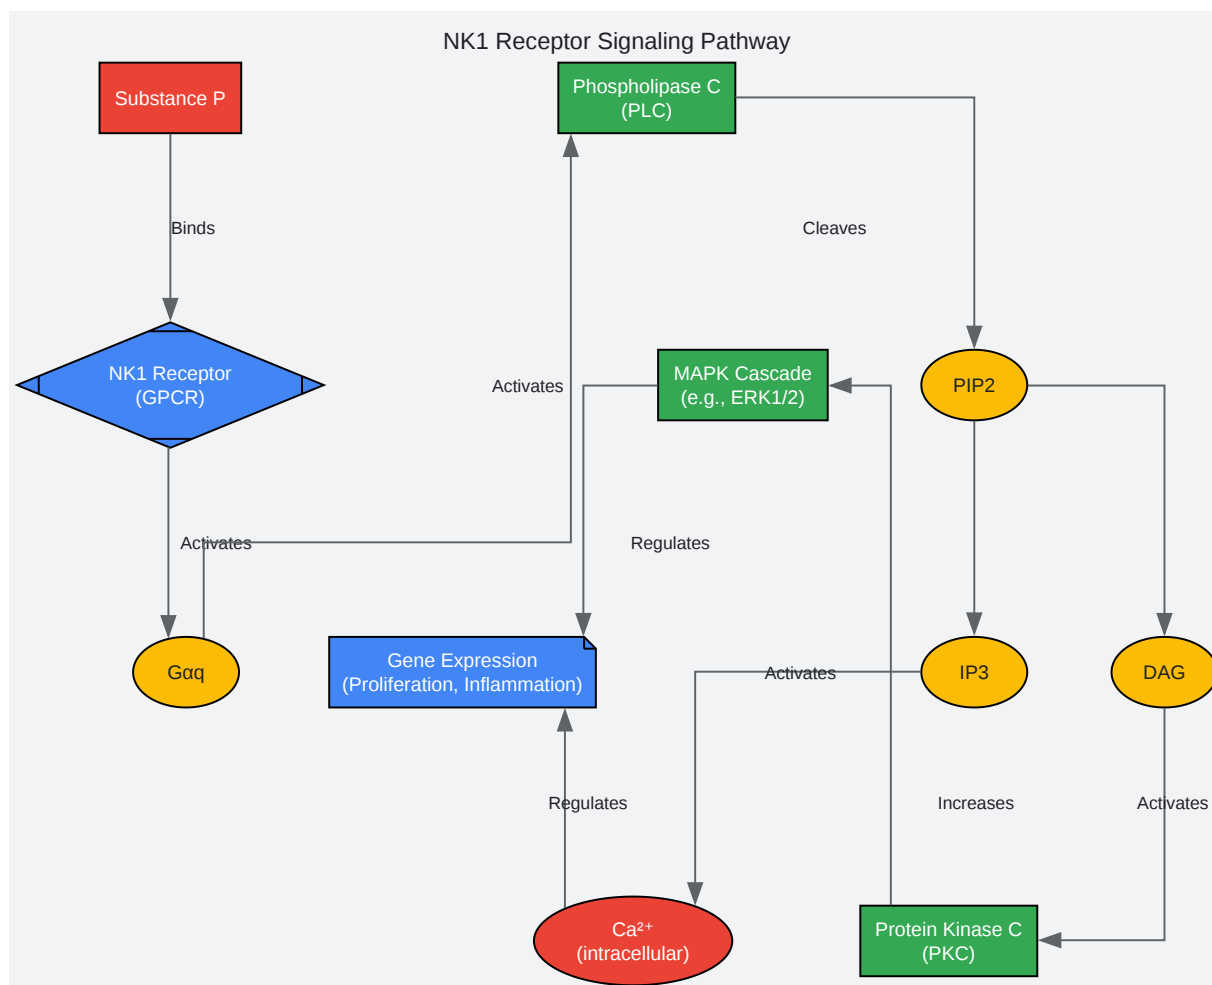 NK1 Receptor Signaling Pathway
Substance P
Phospholipase C
(PLC)
Binds
Cleaves
NK1 Receptor
(GPCR)
Activates
MAPK Cascade
(e.g., ERK1/2)
PIP2
Activates
Regulates
Gαq
Gene Expression
(Proliferation, Inflammation)
Activates
IP3
DAG
Regulates
Increases
Activates
Ca²⁺
(intracellular)
Protein Kinase C
(PKC)